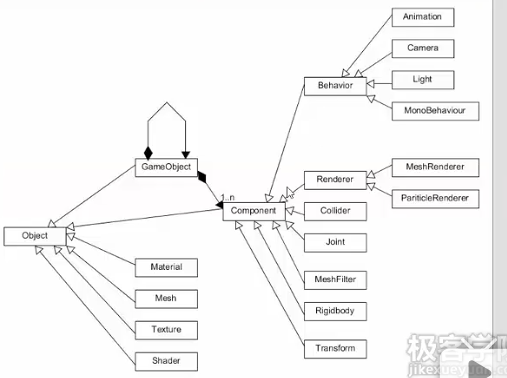 Animation
Camera
Behavior
Light
MonoBehaviour
GameObject
MeshRenderer
Renderer
PariticleRenderer
1..n
Component
Collider
Object
Joint
Material
MeshFilter
Mesh
Rigidbody
Texture
Transform
Shader
极客学院
jikexueyuan.com